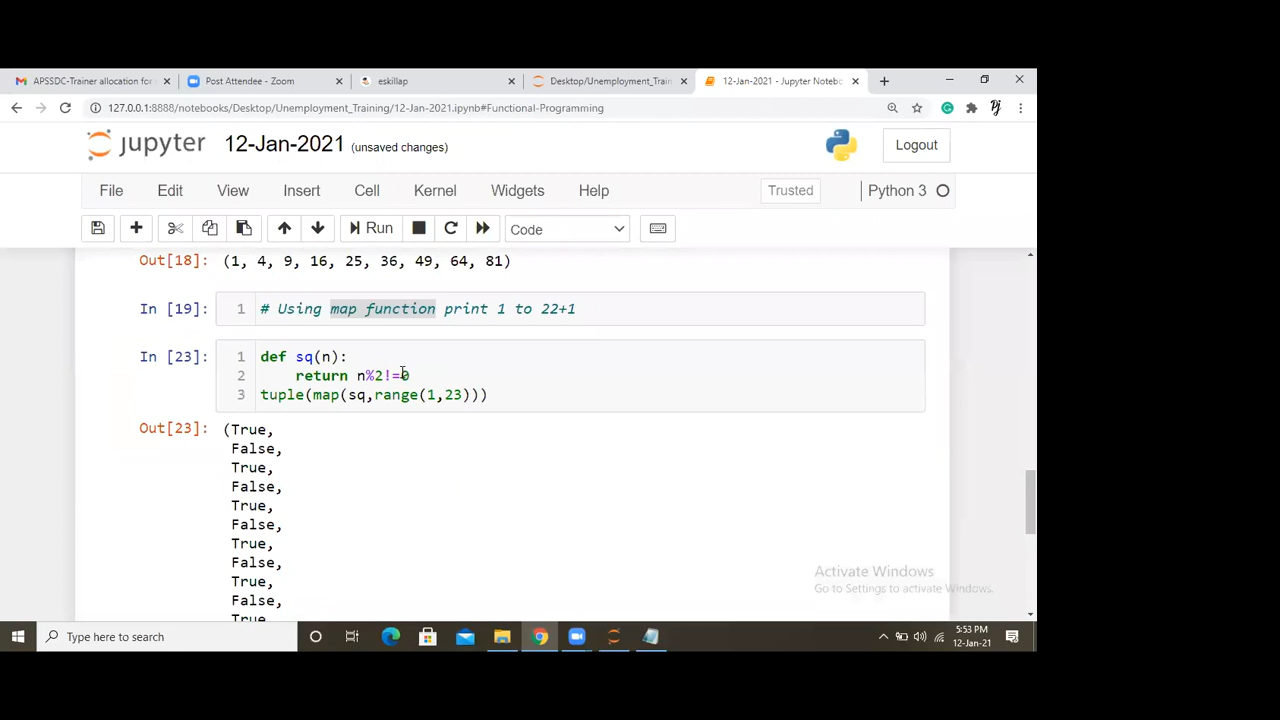 APSSDC-Trainer allocation for
Post Attendee - Zoom
eskillap
Desktop/Unemployment_Train
12-Jan-2021 - Jupyter Notebo
127.0.0.1:8888/notebooks/Desktop/Unemployment_Training/12-Jan-2021.ipynb#Functional-Programming
jupyter 12-Jan-2021 (unsaved changes)
Logout
File Edit View Insert Cell Kernel Widgets Help
Trusted
Python 3
Run
Code
Out[18]: (1, 4, 9, 16, 25, 36, 49, 64, 81)
In [19]: 1 # Using map function print 1 to 22+1
In [23]: 1 def sq(n):
2 return n%2!=0
3 tuple(map(sq,range(1,23)))
Out[23]: (True,
False,
True,
False,
True,
False,
True,
False,
True,
False,
True
Activate Windows
Go to Settings to activate Windows.
Type here to search
5:53 PM
12-Jan-21